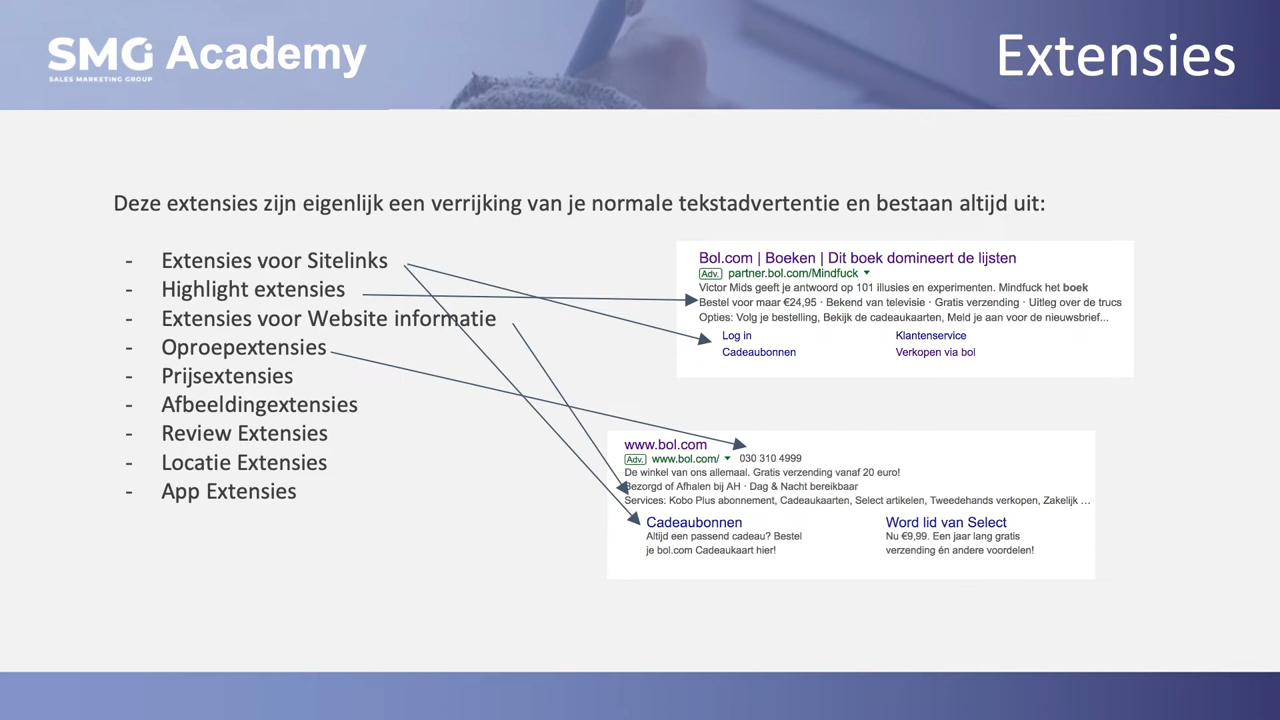 SMG Academy
SALES MARKETING GROUP
Extensies
Deze extensies zijn eigenlijk een verrijking van je normale tekstadvertentie en bestaan altijd uit:
- Extensies voor Sitelinks
- Highlight extensies
- Extensies voor Website informatie
- Oproepextensies
- Prijsextensies
- Afbeeldingextensies
- Review Extensies
- Locatie Extensies
- App Extensies
Bol.com | Boeken | Dit boek domineert de lijsten
Adv. partner.bol.com/Mindfuck
Victor Mids geeft je antwoord op 101 illusies en experimenten. Mindfuck het boek
Bestel voor maar €24,95 · Bekend van televisie · Gratis verzending · Uitleg over de trucs
Opties: Volg je bestelling, Bekijk de cadeaukaarten, Meld je aan voor de nieuwsbrief...
Log in Klantenservice
Cadeaubonnen Verkopen via bol
www.bol.com
Adv. www.bol.com/ 030 310 4999
De winkel van ons allemaal. Gratis verzending vanaf 20 euro!
Bezorgd of Afhalen bij AH · Dag & Nacht bereikbaar
Services: Kobo Plus abonnement, Cadeaukaarten, Select artikelen, Tweedehands verkopen, Zakelijk ...
Cadeaubonnen Word lid van Select
Altijd een passend cadeau? Bestel Nu €9,99. Een jaar lang gratis
je bol.com Cadeaukaart hier! verzending én andere voordelen!